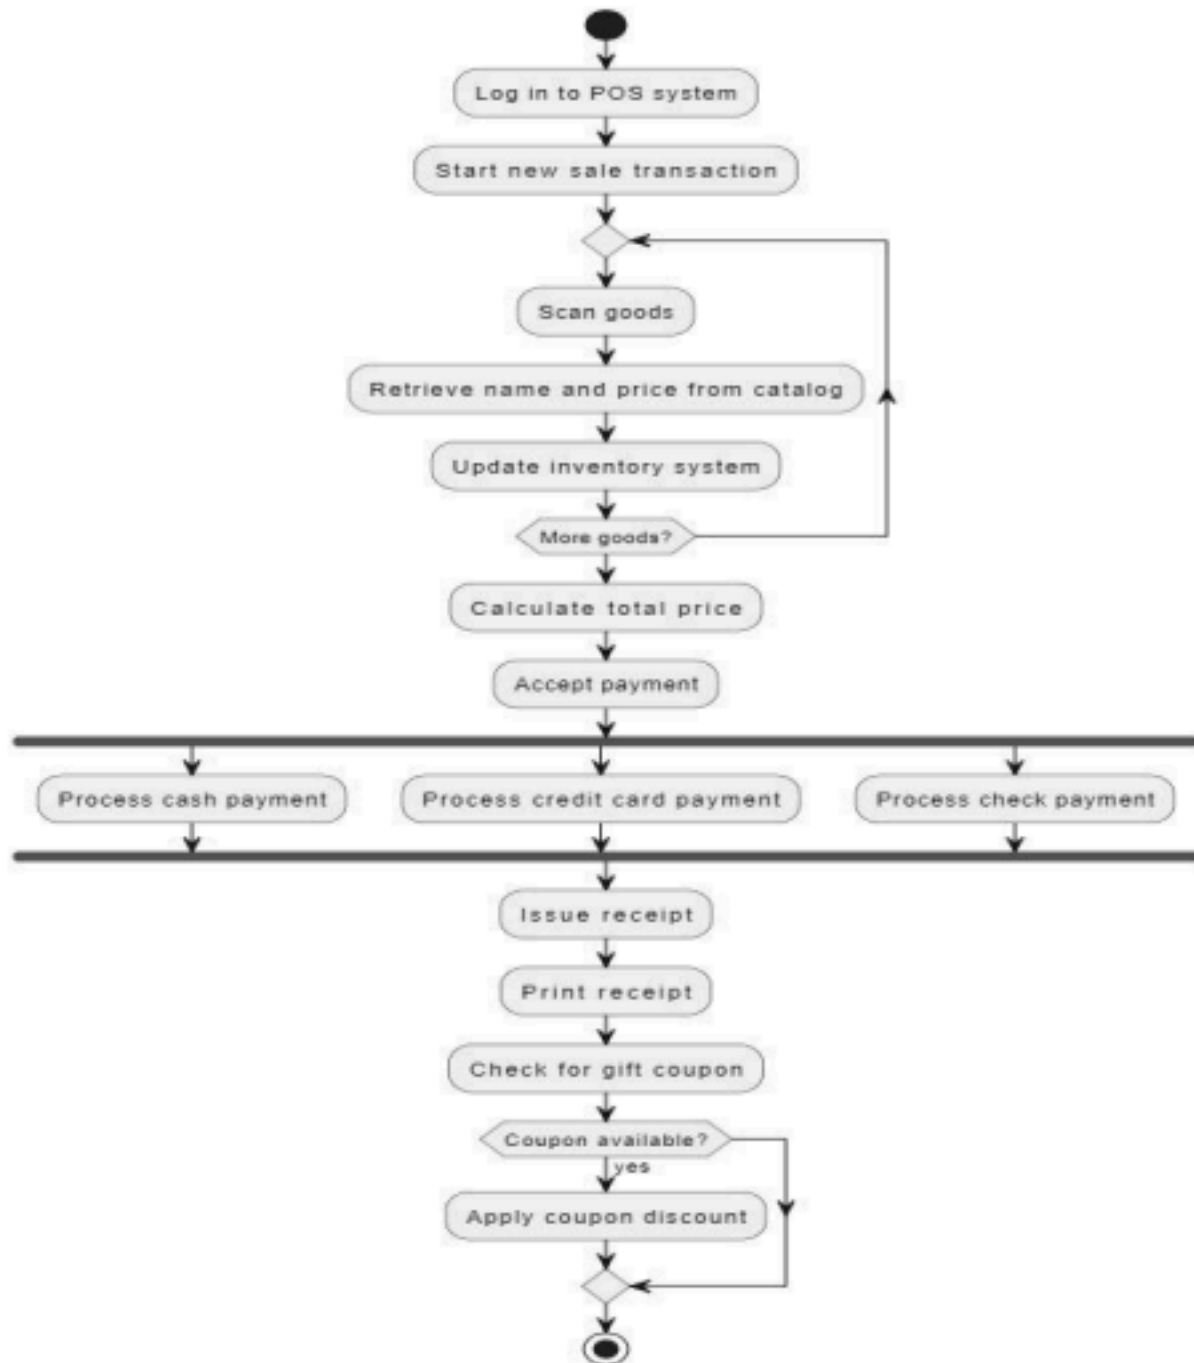 Log in to POS system
Start new sale transaction
Scan goods
Retrieve name and price from catalog
Update inventory system
More goods?
Calculate total price
Accept payment
Process cash payment
Process credit card payment
Process check payment
Issue receipt
Print receipt
Check for gift coupon
Coupon available?
yes
Apply coupon discount